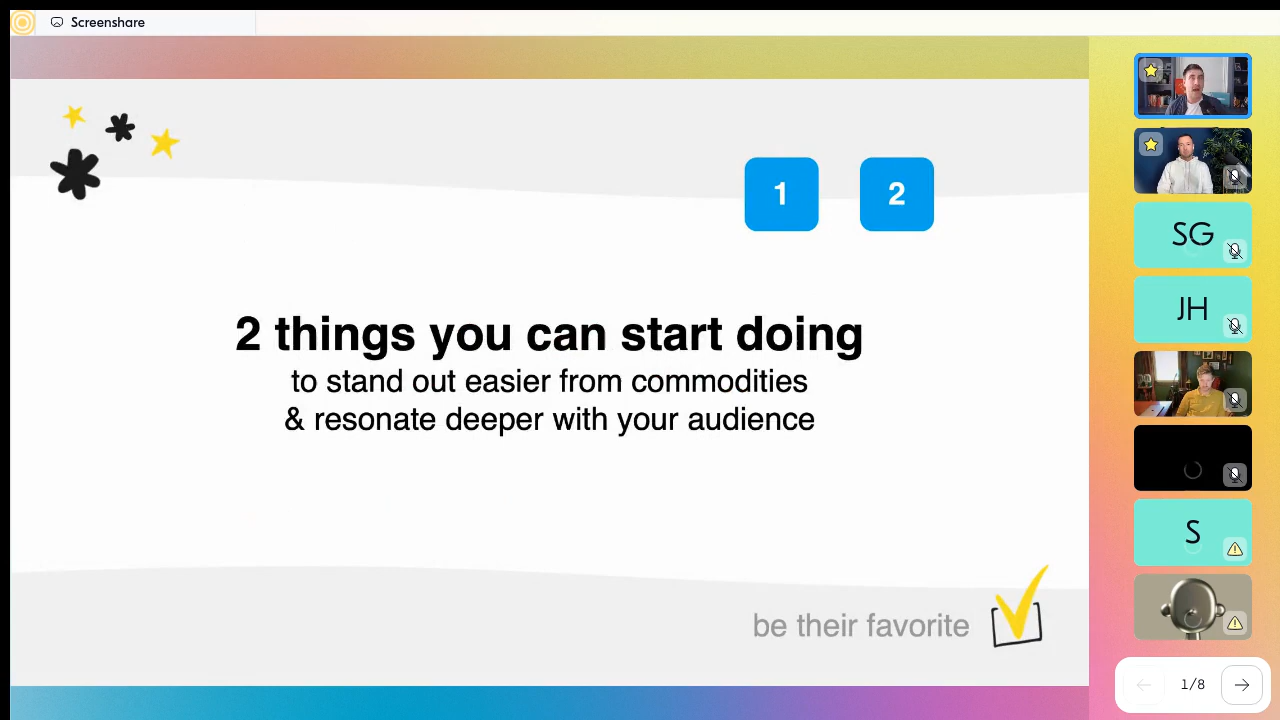 Screenshare
1
2
2 things you can start doing
to stand out easier from commodities
& resonate deeper with your audience
be their favorite
SG
JH
S
1/8